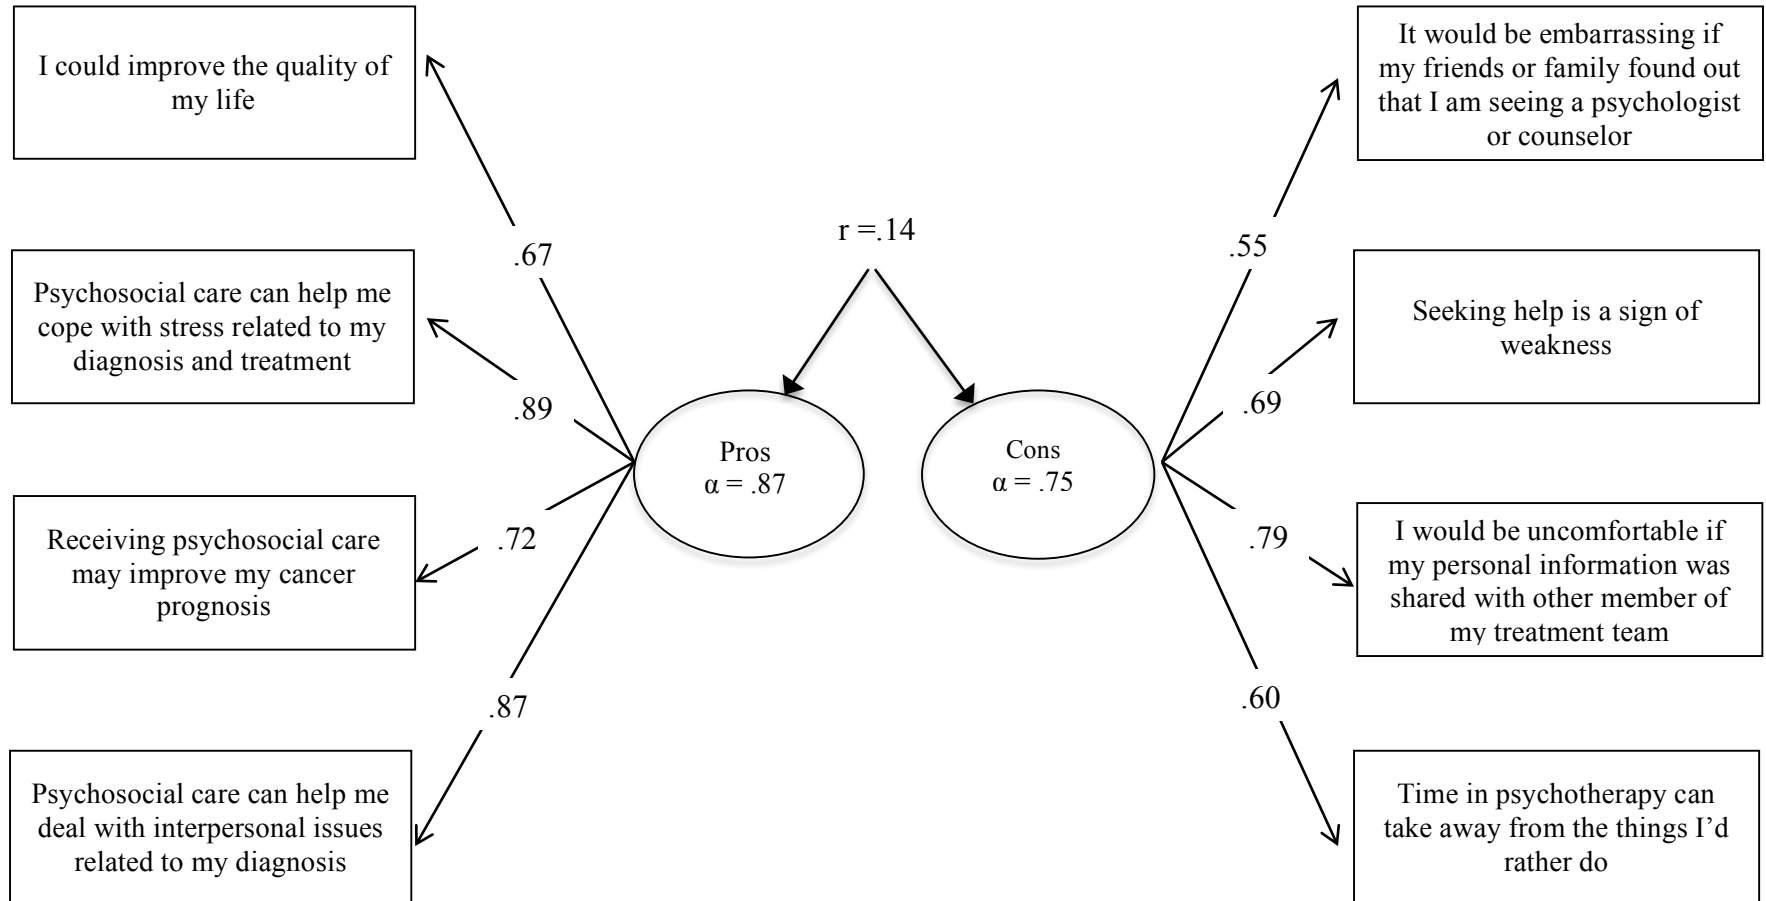 I could improve the quality of
my life
Psychosocial care can help me
cope with stress related to my
diagnosis and treatment
Receiving psychosocial care
may improve my cancer
prognosis
Psychosocial care can help me
deal with interpersonal issues
related to my diagnosis
.67
.89
.72
.87
r =.14
Pros
α = .87
Cons
α = .75
.55
.69
.79
.60
It would be embarrassing if
my friends or family found out
that I am seeing a psychologist
or counselor
Seeking help is a sign of
weakness
I would be uncomfortable if
my personal information was
shared with other member of
my treatment team
Time in psychotherapy can
take away from the things I’d
rather do